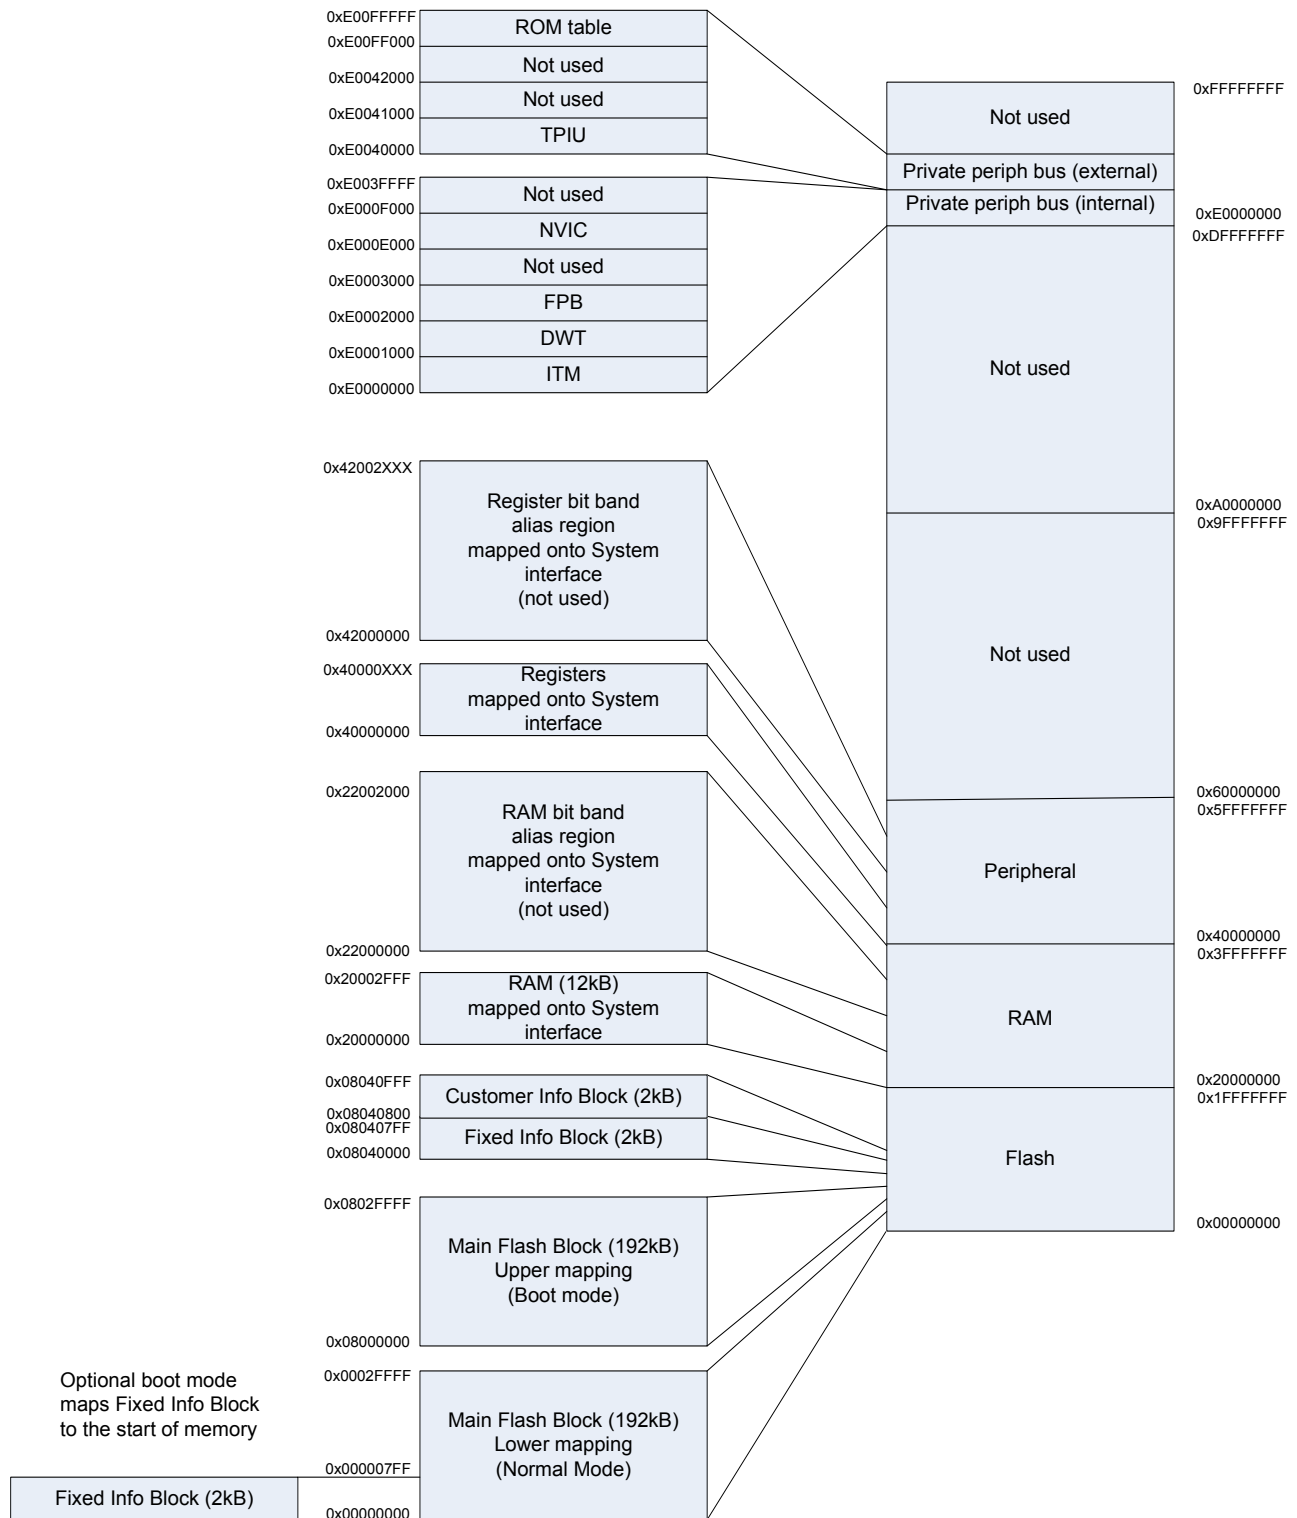 0xE00FFFFF
ROM table
0xE00FF000
Not used
0xE0042000
Not used
0xE0041000
TPIU
0xE0040000
0xE003FFFF
Not used
0xE000F000
NVIC
0xE000E000
Not used
0xE0003000
FPB
0xE0002000
DWT
0xE0001000
ITM
0xE0000000
0x42002XXX
Register bit band
alias region
mapped onto System
interface
(not used)
0x42000000
0x40000XXX
Registers
mapped onto System
interface
0x40000000
0x22002000
RAM bit band
alias region
mapped onto System
interface
(not used)
0x22000000
0x20002FFF
RAM (12kB)
mapped onto System
interface
0x20000000
0x08040FFF
Customer Info Block (2kB)
0x08040800
0x080407FF
Fixed Info Block (2kB)
0x08040000
0x0802FFFF
Main Flash Block (192kB)
Upper mapping
(Boot mode)
0x08000000
0x0002FFFF
Main Flash Block (192kB)
Lower mapping
(Normal Mode)
0x000007FF
0x00000000
Optional boot mode
maps Fixed Info Block
to the start of memory
Fixed Info Block (2kB)
0xFFFFFFFF
Not used
Private periph bus (external)
Private periph bus (internal)
0xE0000000
0xDFFFFFFF
Not used
0xA0000000
0x9FFFFFFF
Not used
0x60000000
0x5FFFFFFF
Peripheral
0x40000000
0x3FFFFFFF
RAM
0x20000000
0x1FFFFFFF
Flash
0x00000000